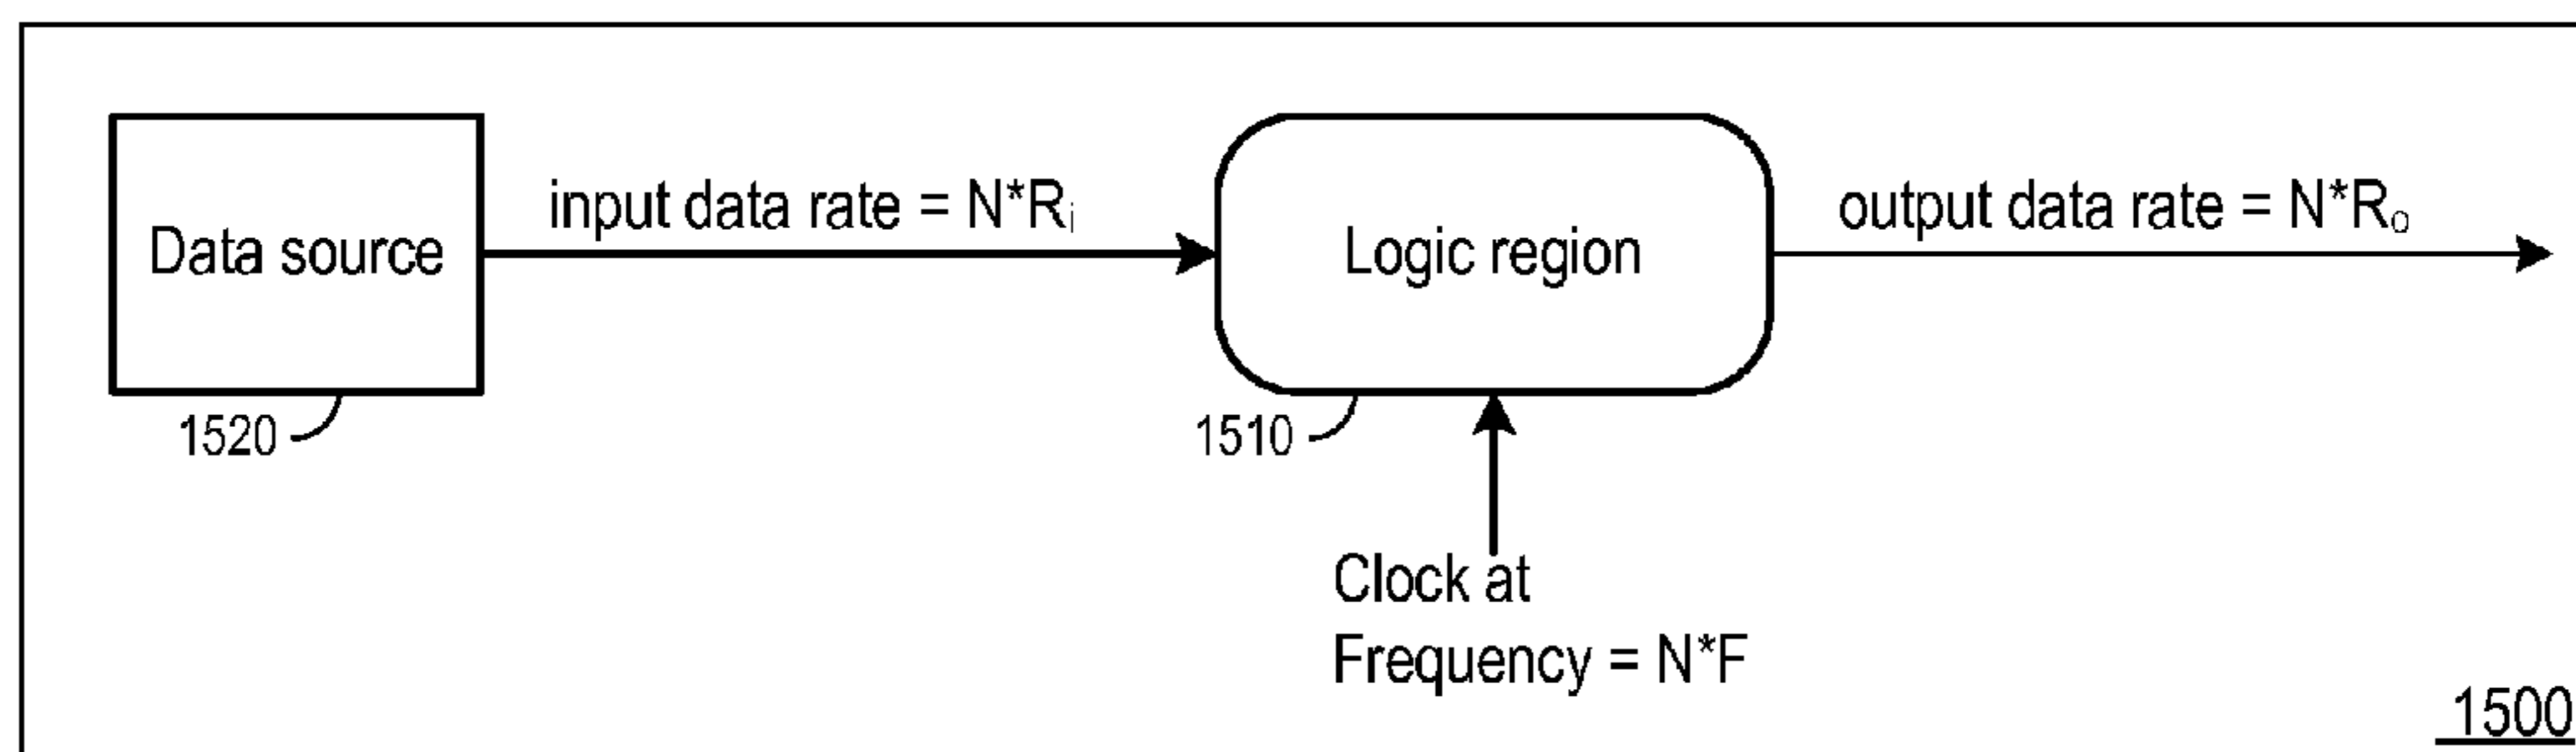 Data source
input data rate = N*Rᵢ
Logic region
output data rate = N*Rₒ
1520
1510
Clock at
Frequency = N*F
1500